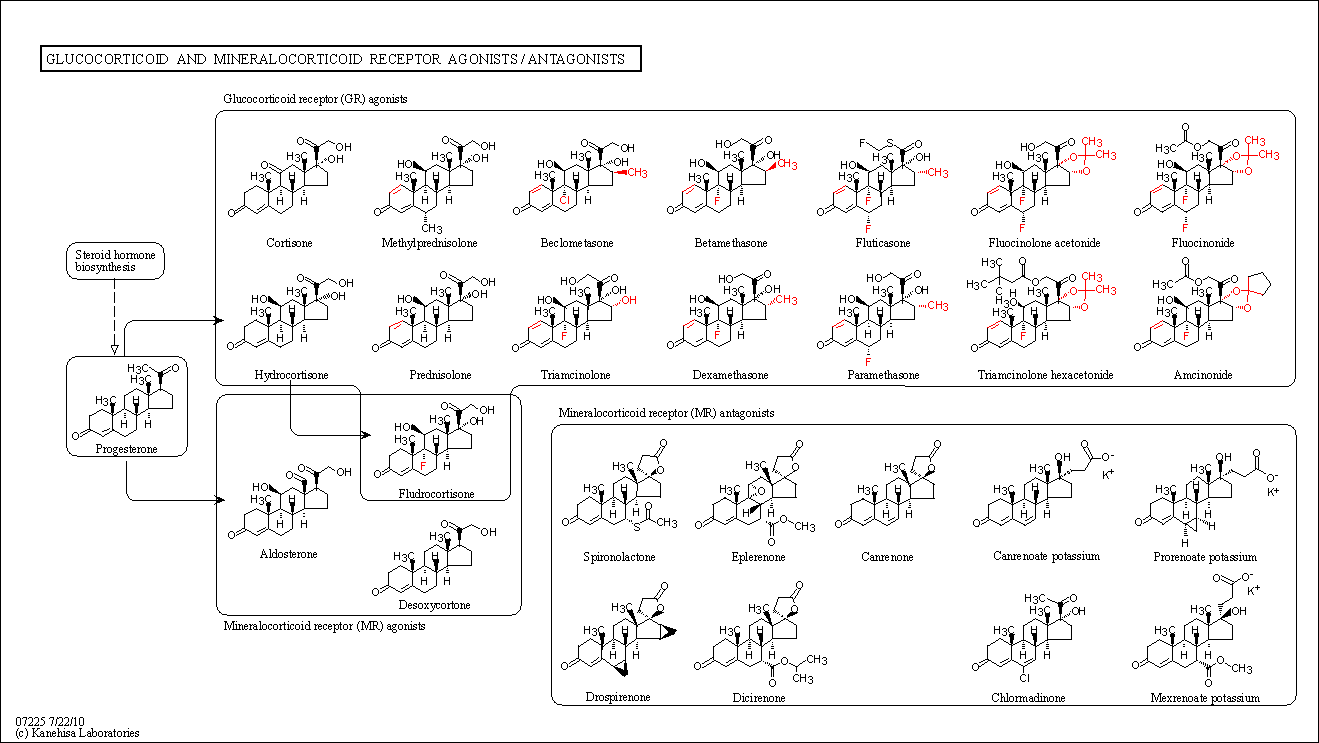 GLUCOCORTICOID AND MINERALOCORTICOID RECEPTOR AGONISTS / ANTAGONISTS
Glucocorticoid receptor (GR) agonists
Cortisone
Methylprednisolone
Beclometasone
Betamethasone
Fluticasone
Fluocinolone acetonide
Fluocinonide
Steroid hormone
biosynthesis
Hydrocortisone
Prednisolone
Triamcinolone
Dexamethasone
Paramethasone
Triamcinolone hexacetonide
Amcinonide
Progesterone
Fludrocortisone
Aldosterone
Desoxycortone
Mineralocorticoid receptor (MR) agonists
Mineralocorticoid receptor (MR) antagonists
Spironolactone
Eplerenone
Canrenone
Canrenoate potassium
Prorenoate potassium
Drospirenone
Dicirenone
Chlormadinone
Mexrenoate potassium
07225 7/22/10
(c) Kanehisa Laboratories